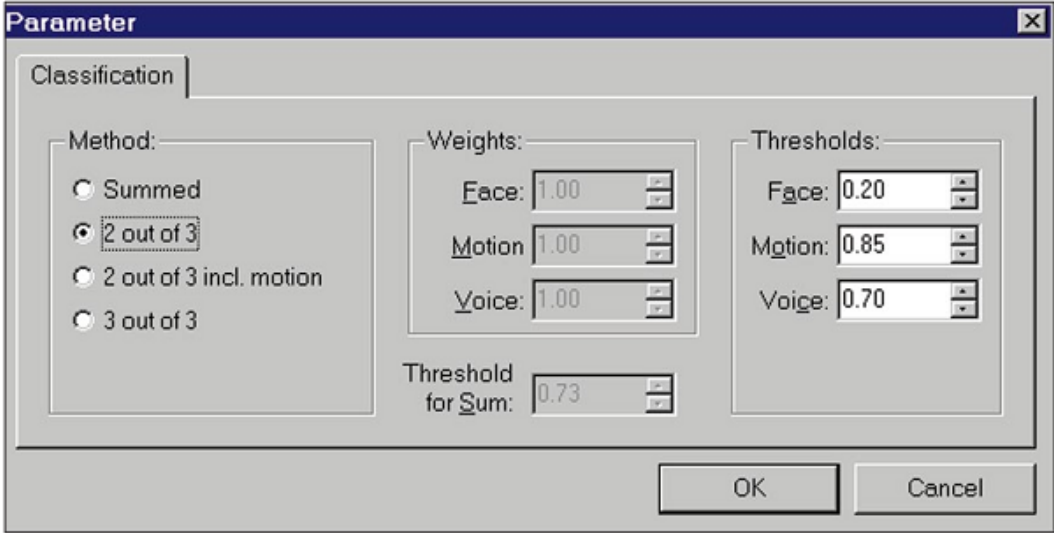 Parameter
Classification
Method:
Summed
2 out of 3
2 out of 3 incl. motion
3 out of 3
Weights:
Face: 1.00
Motion 1.00
Voice: 1.00
Threshold
for Sum: 0.73
Thresholds:
Face: 0.20
Motion: 0.85
Voice: 0.70
OK Cancel